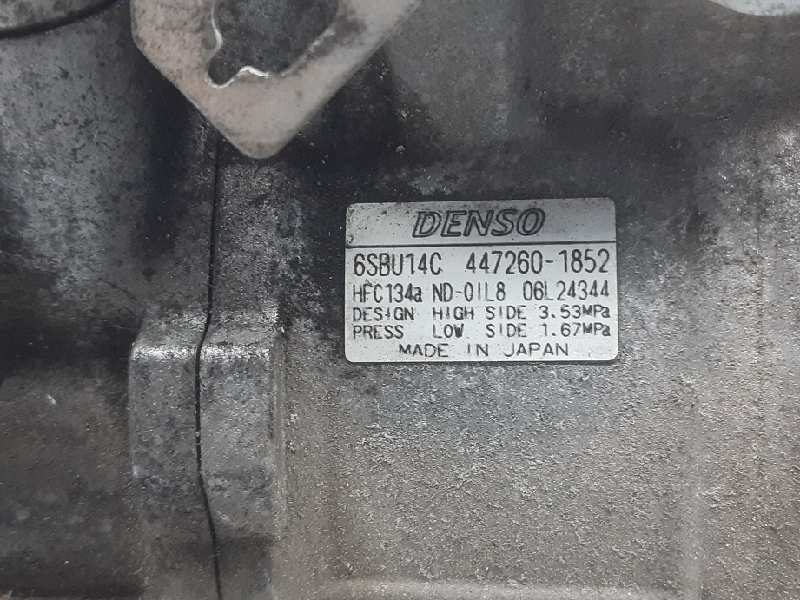 DENSO
6SBU14C 447260-1852
HFC134a ND-OIL8 06L24344
DESIGN HIGH SIDE 3.53MPa
PRESS LOW SIDE 1.67MPa
MADE IN JAPAN